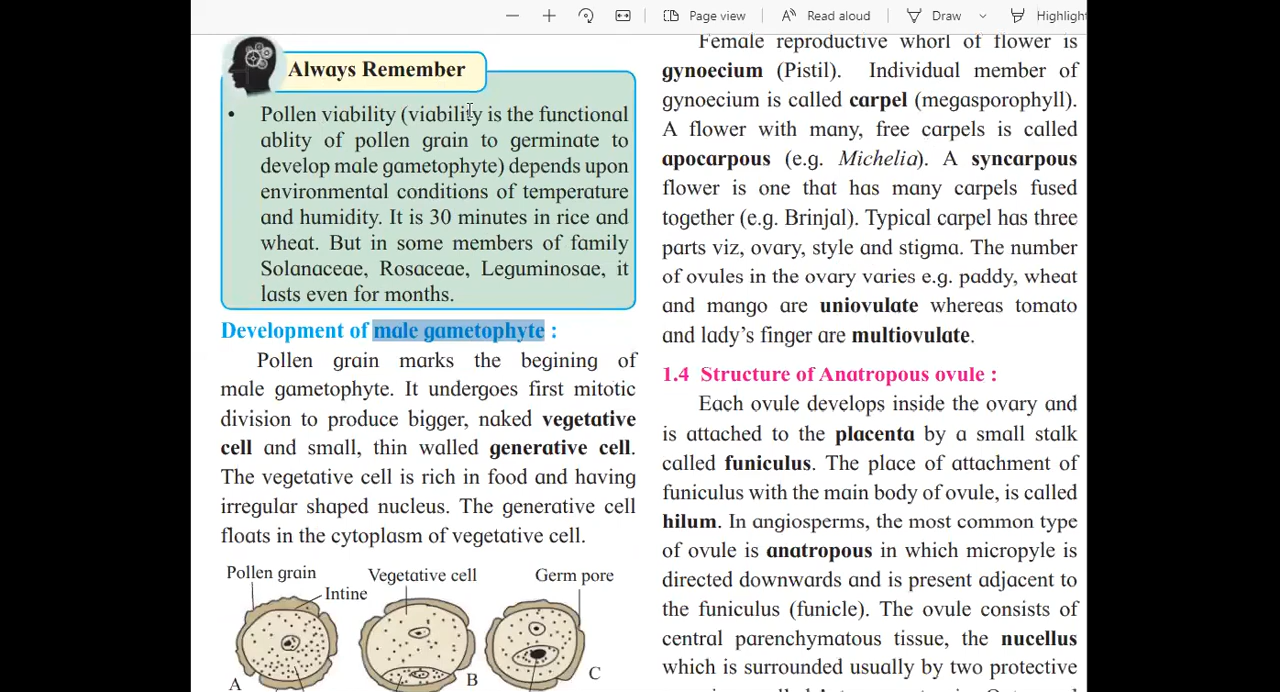 Page view
Read aloud
Draw
Highligh
Always Remember
• Pollen viability (viability is the functional
ablity of pollen grain to germinate to
develop male gametophyte) depends upon
environmental conditions of temperature
and humidity. It is 30 minutes in rice and
wheat. But in some members of family
Solanaceae, Rosaceae, Leguminosae, it
lasts even for months.
Development of male gametophyte :
Pollen grain marks the begining of
male gametophyte. It undergoes first mitotic
division to produce bigger, naked vegetative
cell and small, thin walled generative cell.
The vegetative cell is rich in food and having
irregular shaped nucleus. The generative cell
floats in the cytoplasm of vegetative cell.
Pollen grain
Intine
Vegetative cell
Germ pore
A
B
C
Female reproductive whorl of flower is
gynoecium (Pistil). Individual member of
gynoecium is called carpel (megasporophyll).
A flower with many, free carpels is called
apocarpous (e.g. Michelia). A syncarpous
flower is one that has many carpels fused
together (e.g. Brinjal). Typical carpel has three
parts viz, ovary, style and stigma. The number
of ovules in the ovary varies e.g. paddy, wheat
and mango are uniovulate whereas tomato
and lady's finger are multiovulate.
1.4 Structure of Anatropous ovule :
Each ovule develops inside the ovary and
is attached to the placenta by a small stalk
called funiculus. The place of attachment of
funiculus with the main body of ovule, is called
hilum. In angiosperms, the most common type
of ovule is anatropous in which micropyle is
directed downwards and is present adjacent to
the funiculus (funicle). The ovule consists of
central parenchymatous tissue, the nucellus
which is surrounded usually by two protective